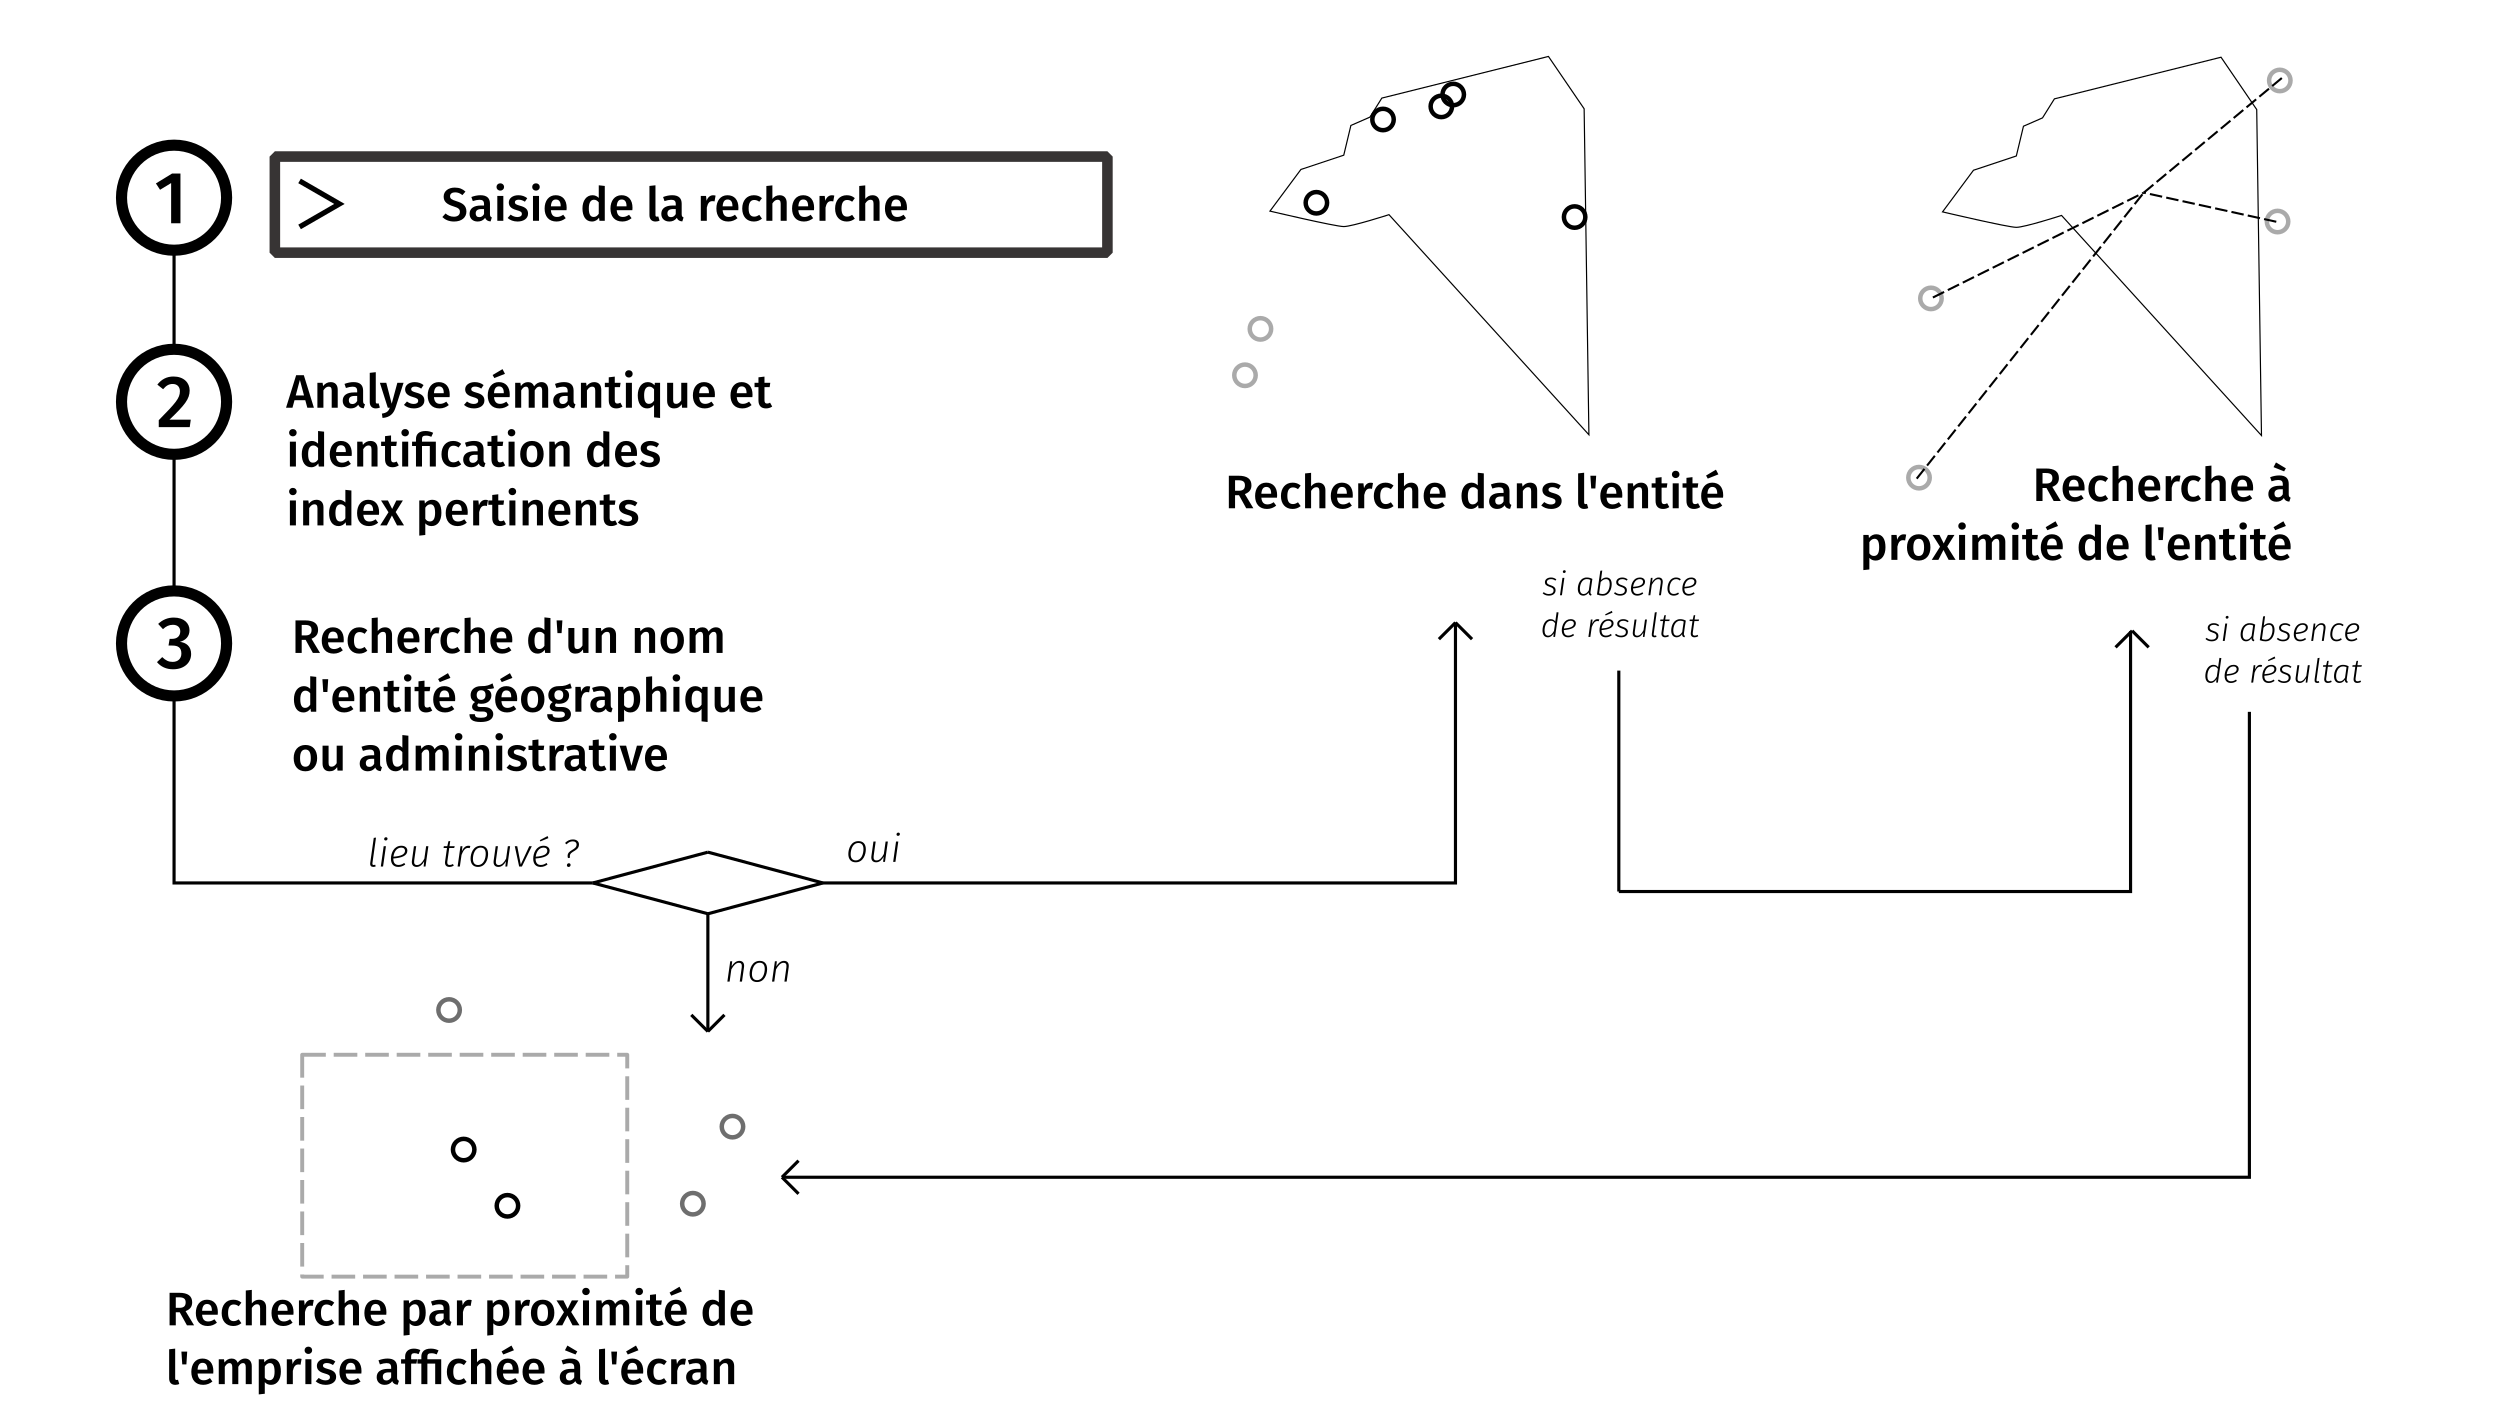 1
> Saisie de la recherche
2
Analyse sémantique et
identification des
index pertinents
3
Recherche d'un nom
d'entité géographique
ou administrative
lieu trouvé ?
oui
non
Recherche dans l'entité
si absence
de résultat
Recherche à
proximité de l'entité
si absence
de résultat
Recherche par proximité de
l'emprise affichée à l'écran